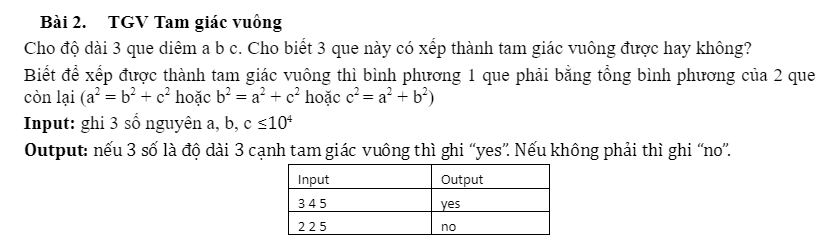 Bài 2. TGV Tam giác vuông
Cho độ dài 3 que diêm a b c. Cho biết 3 que này có xếp thành tam giác vuông được hay không?
Biết để xếp được thành tam giác vuông thì bình phương 1 que phải bằng tổng bình phương của 2 que
còn lại (a² = b² + c² hoặc b² = a² + c² hoặc c² = a² + b²)
Input: ghi 3 số nguyên a, b, c ≤10⁴
Output: nếu 3 số là độ dài 3 cạnh tam giác vuông thì ghi “yes”. Nếu không phải thì ghi “no”.
Input Output
3 4 5 yes
2 2 5 no